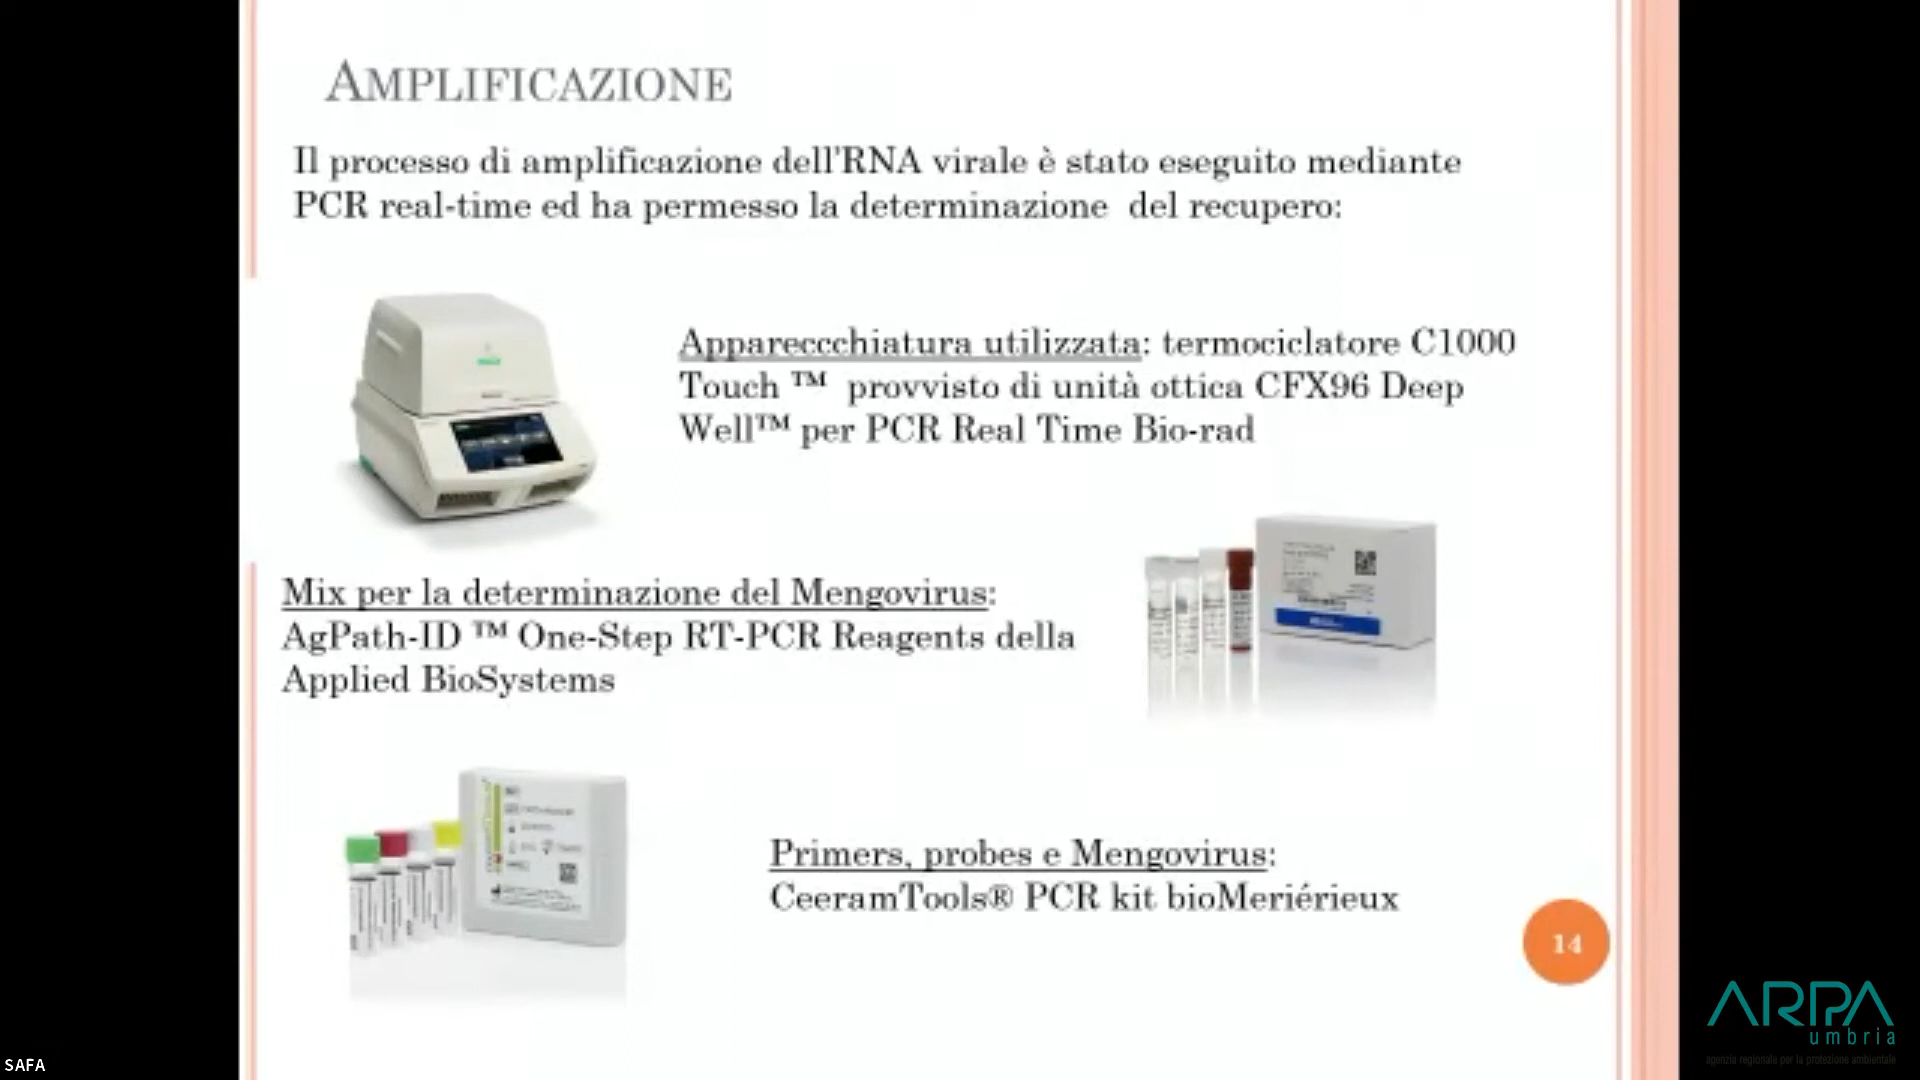 AMPLIFICAZIONE
Il processo di amplificazione dell'RNA virale è stato eseguito mediante
PCR real-time ed ha permesso la determinazione del recupero:
Appareccchiatura utilizzata: termociclatore C1000
Touch ™ provvisto di unità ottica CFX96 Deep
Well™ per PCR Real Time Bio-rad
Mix per la determinazione del Mengovirus:
AgPath-ID ™ One-Step RT-PCR Reagents della
Applied BioSystems
Primers, probes e Mengovirus:
CeeramTools® PCR kit bioMeriérieux
14
ARPA
umbria
agenzia regionale per la protezione ambientale
SAFA